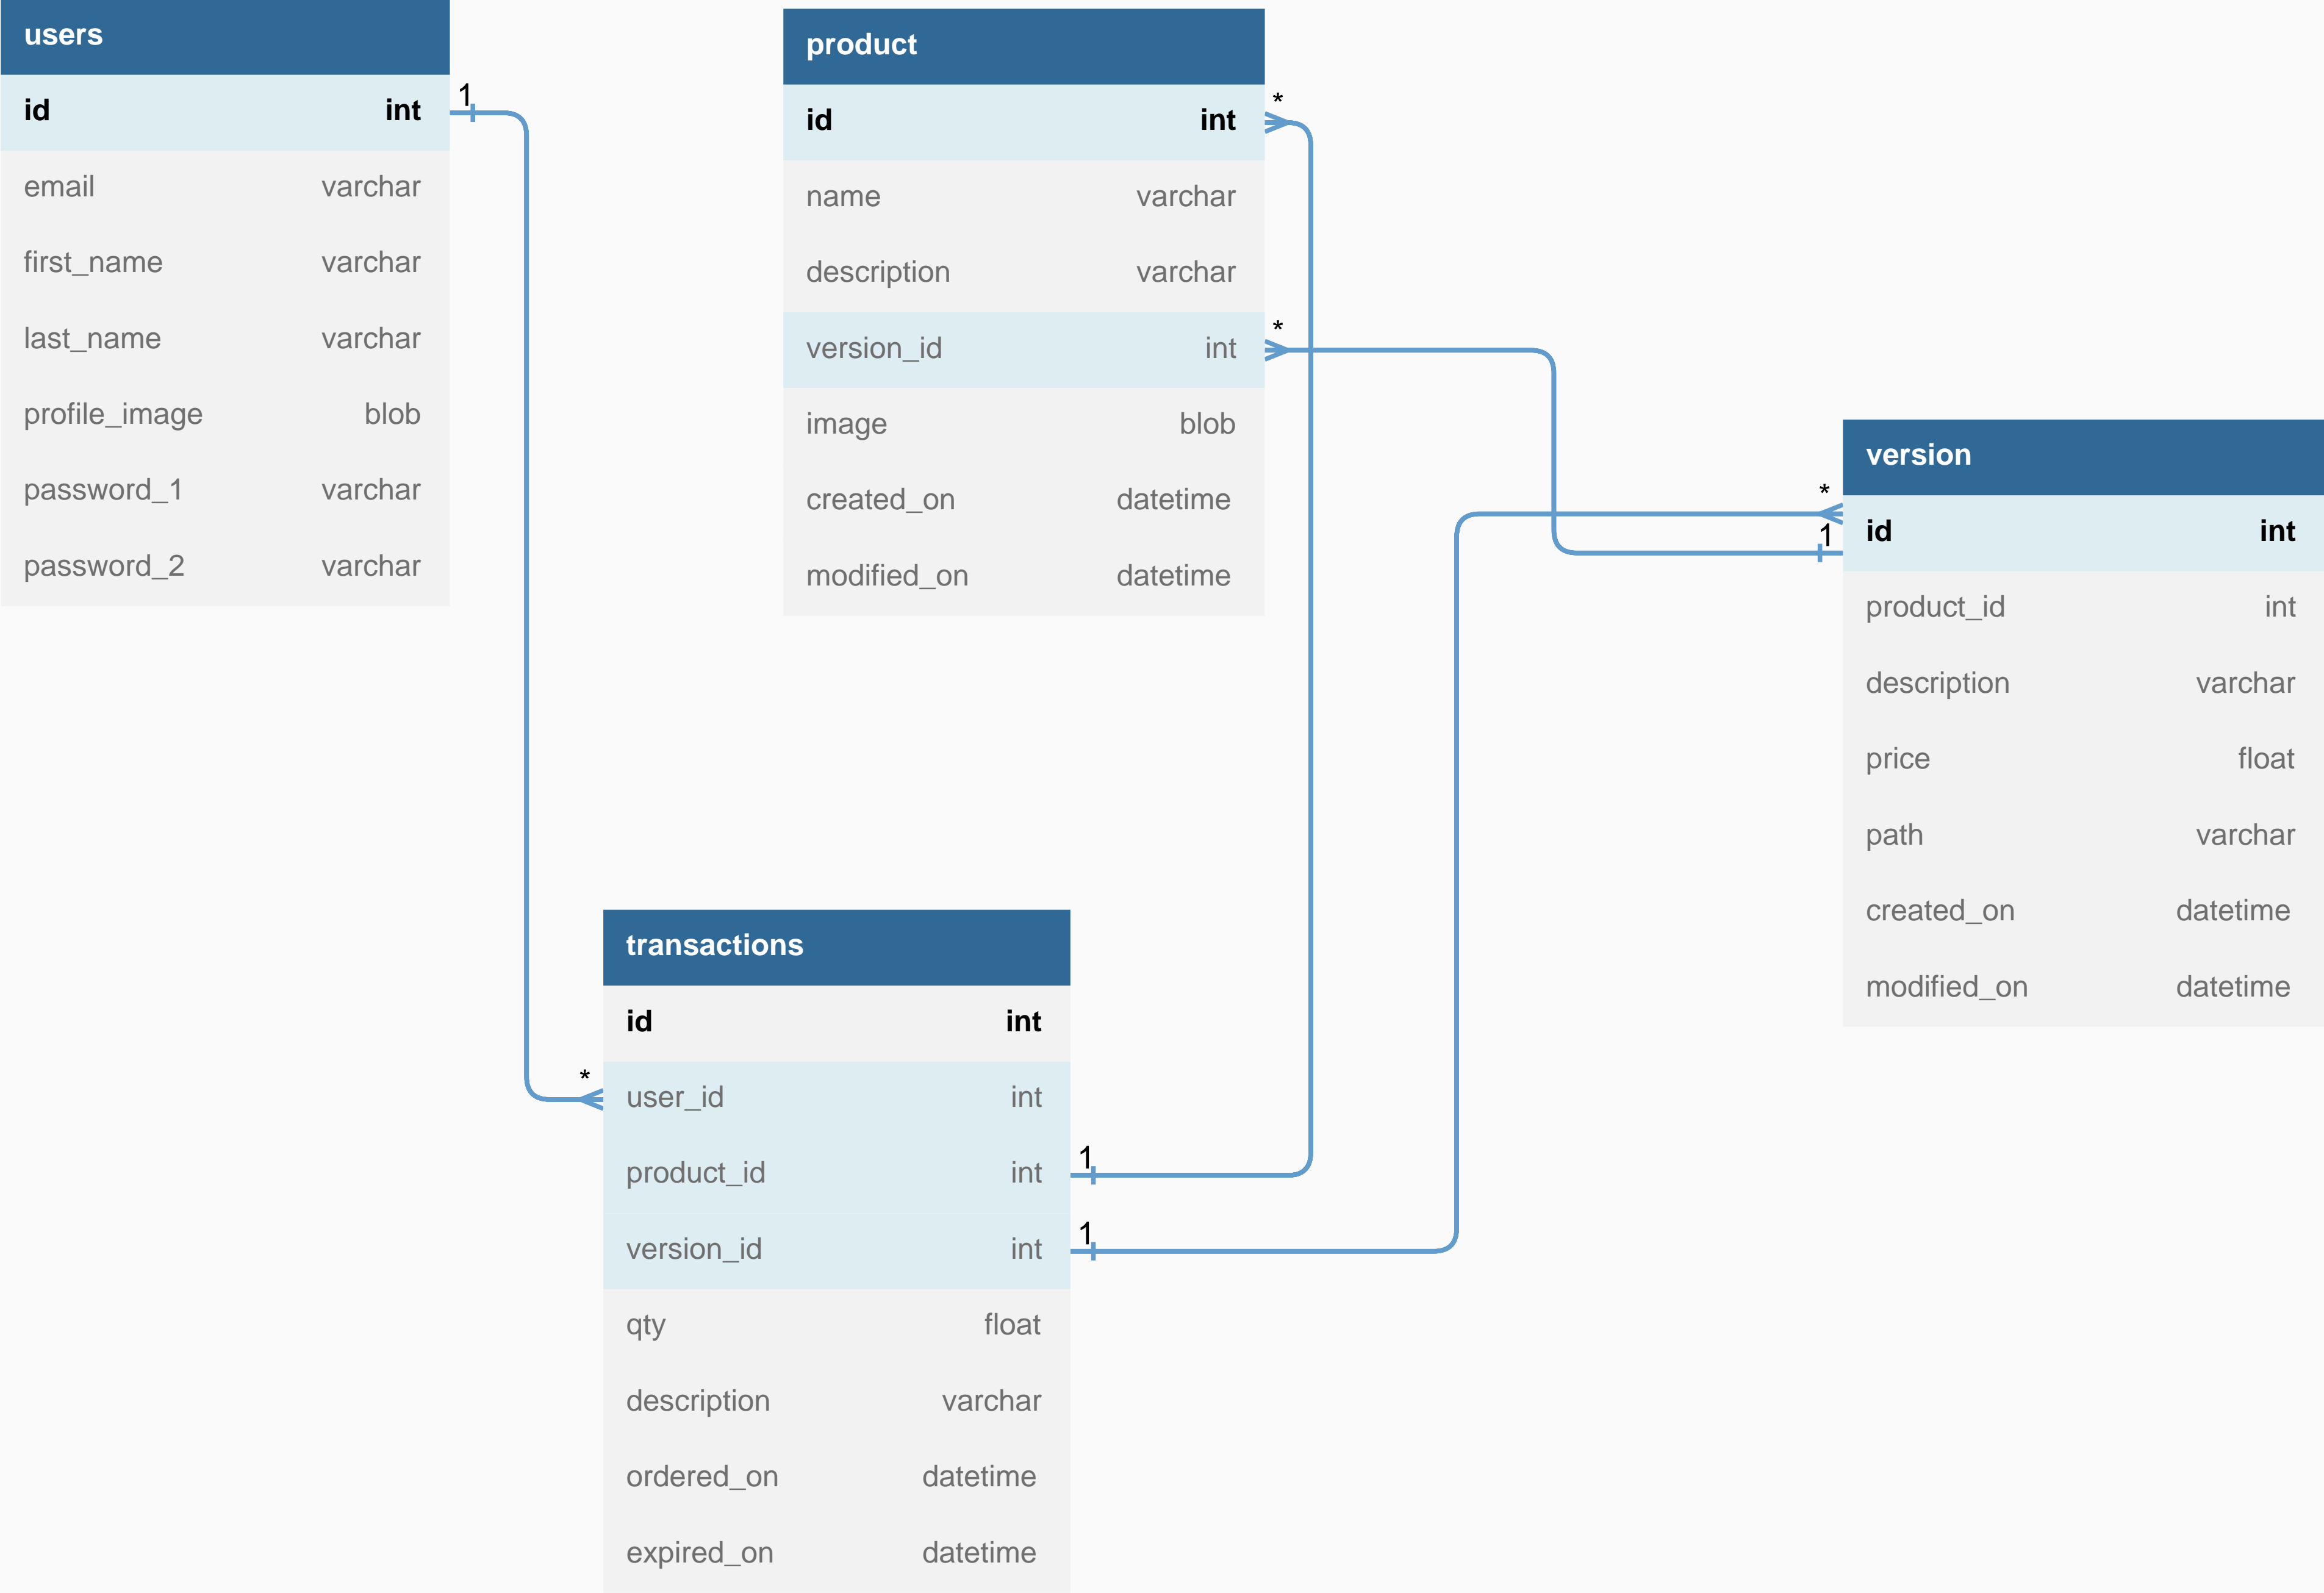 users
id int
email varchar
first_name varchar
last_name varchar
profile_image blob
password_1 varchar
password_2 varchar
1
product
id int
name varchar
description varchar
version_id int
image blob
created_on datetime
modified_on datetime
*
*
version
id int
product_id int
description varchar
price float
path varchar
created_on datetime
modified_on datetime
*
1
transactions
id int
user_id int
product_id int
version_id int
qty float
description varchar
ordered_on datetime
expired_on datetime
*
1
1